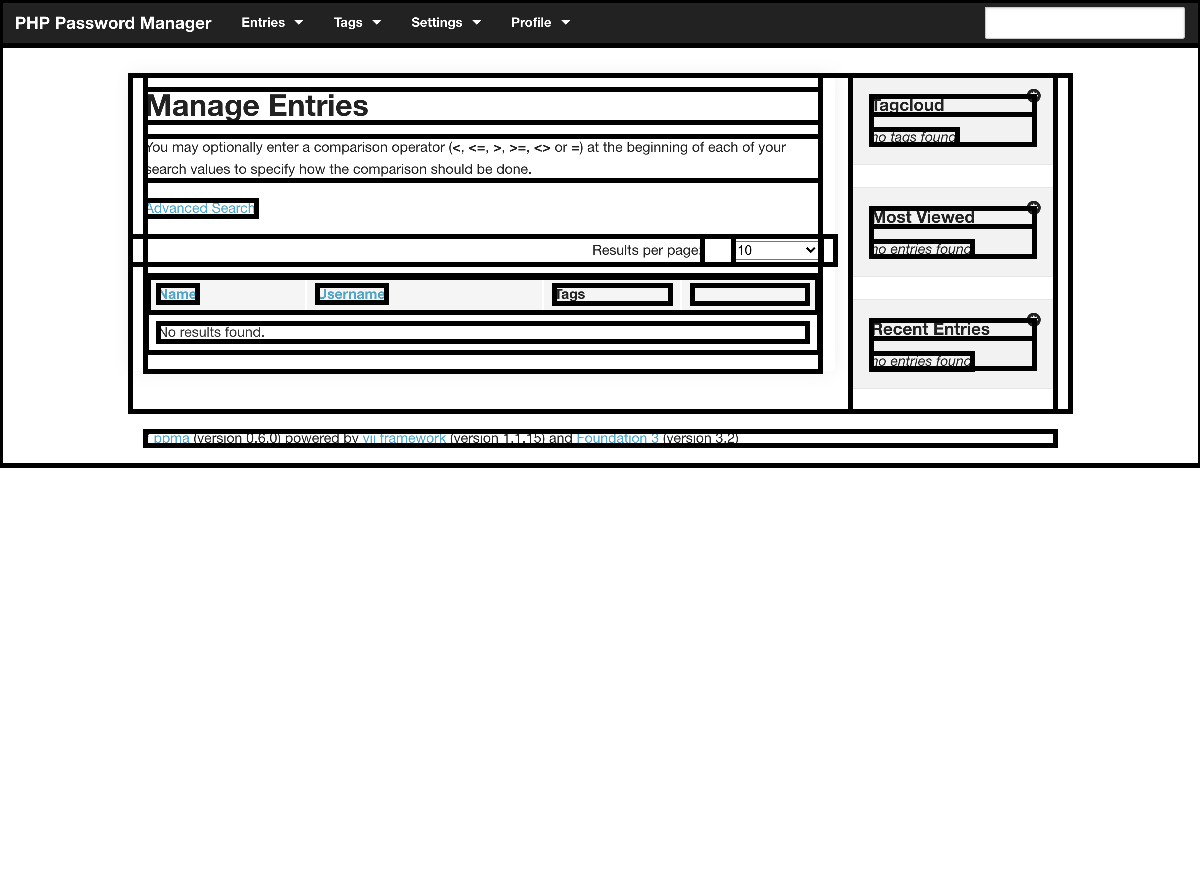 PHP Password Manager Entries Tags Settings Profile
Manage Entries
You may optionally enter a comparison operator (<, <=, >, >=, <> or =) at the beginning of each of your
search values to specify how the comparison should be done.
Advanced Search
Results per page: 10
Name Username Tags
No results found.
Tagcloud
no tags found
Most Viewed
no entries found
Recent Entries
no entries found
ppma (version 0.6.0) powered by yii framework (version 1.1.15) and Foundation 3 (version 3.2)